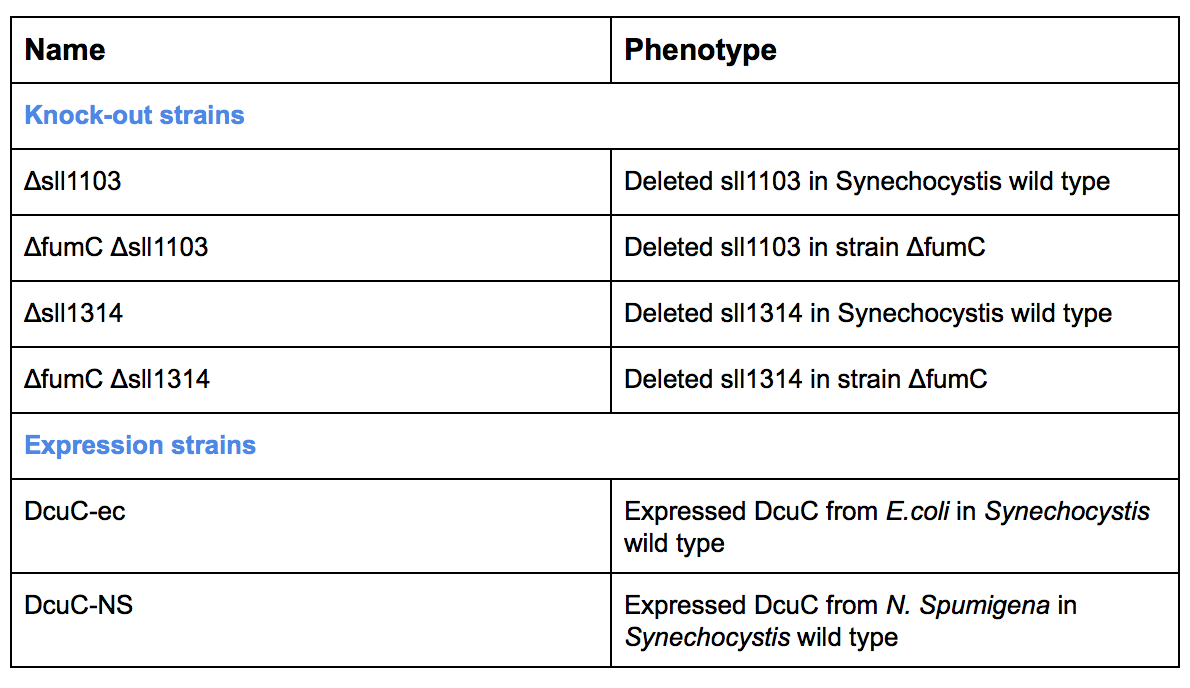 Name Phenotype
Knock-out strains
Δsll1103 Deleted sll1103 in Synechocystis wild type
ΔfumC Δsll1103 Deleted sll1103 in strain ΔfumC
Δsll1314 Deleted sll1314 in Synechocystis wild type
ΔfumC Δsll1314 Deleted sll1314 in strain ΔfumC
Expression strains
DcuC-ec Expressed DcuC from E.coli in Synechocystis
wild type
DcuC-NS Expressed DcuC from N. Spumigena in
Synechocystis wild type